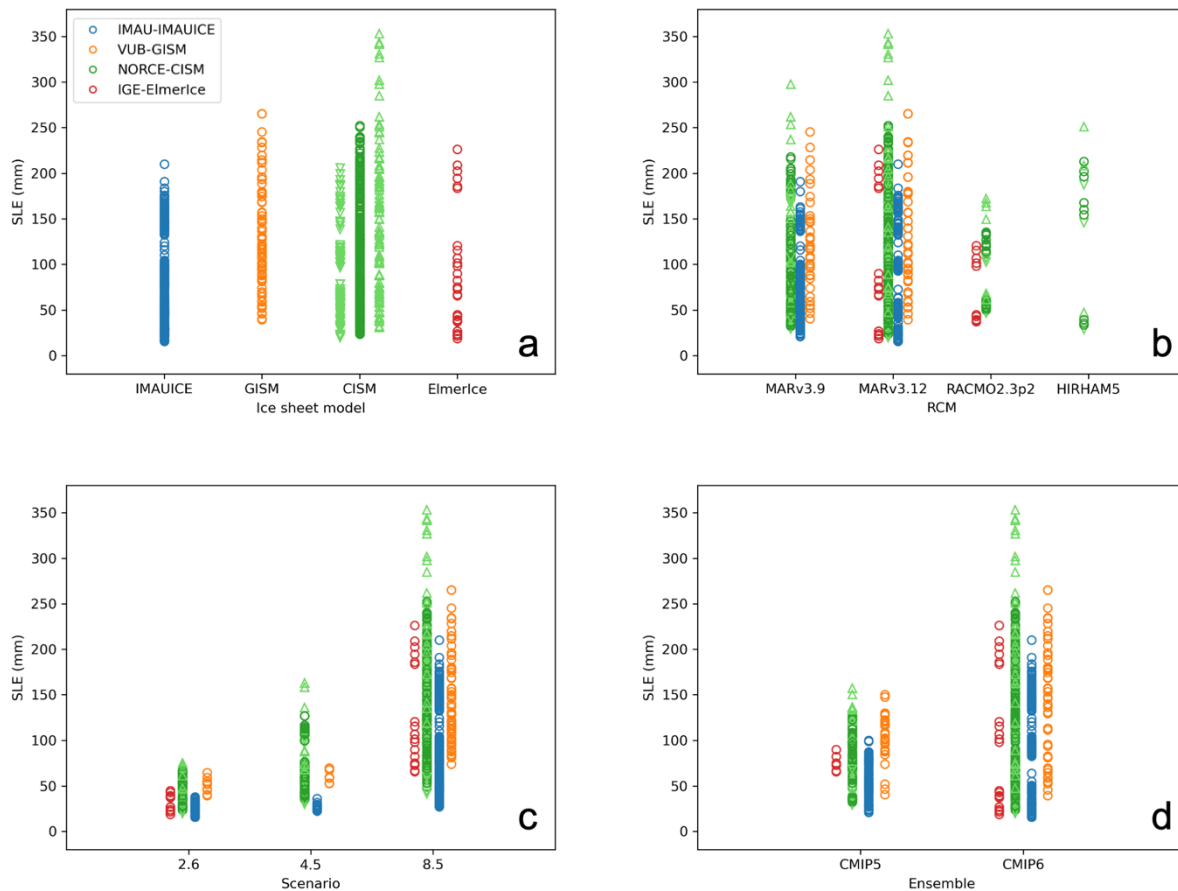 SLE (mm)
350
300
250
200
150
100
50
0
IMAU-IMAUICE
VUB-GISM
NORCE-CISM
IGE-ElmerIce
a
IMAUICE GISM CISM ElmerIce
Ice sheet model
SLE (mm)
350
300
250
200
150
100
50
0
b
MARv3.9 MARv3.12 RACMO2.3p2 HIRHAM5
RCM
SLE (mm)
350
300
250
200
150
100
50
0
c
2.6 4.5 8.5
Scenario
SLE (mm)
350
300
250
200
150
100
50
0
d
CMIP5 CMIP6
Ensemble